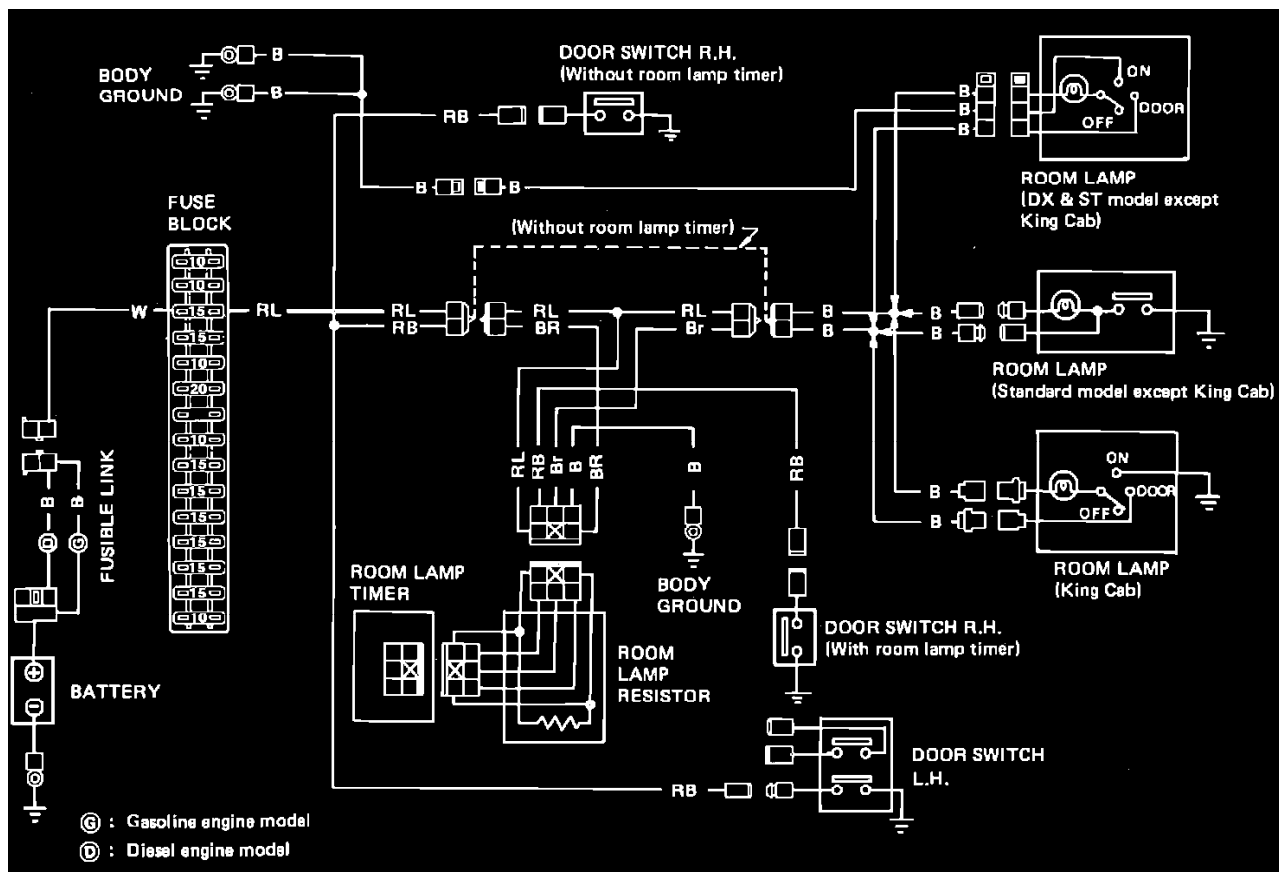 BODY
GROUND
B
B
DOOR SWITCH R.H.
(Without room lamp timer)
RB
B
B
B
B
B
ON
DOOR
OFF
ROOM LAMP
(DX & ST model except
King Cab)
FUSE
BLOCK
(Without room lamp timer)
10
10
15
15
10
20
10
15
15
15
15
15
15
10
W
RL
RL
RB
RL
BR
RL
Br
B
B
B
B
ROOM LAMP
(Standard model except King Cab)
RL
RB
Br
B
BR
B
RB
B
B
ON
DOOR
OFF
ROOM LAMP
(King Cab)
B
B
D
G
FUSIBLE LINK
BODY
GROUND
ROOM LAMP
TIMER
ROOM
LAMP
RESISTOR
DOOR SWITCH R.H.
(With room lamp timer)
BATTERY
DOOR SWITCH
L.H.
RB
G : Gasoline engine model
D : Diesel engine model